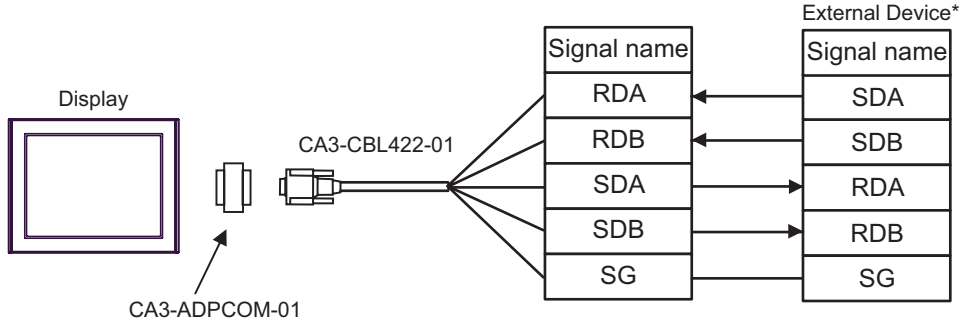 External Device*
Signal name Signal name
Display
RDA SDA
CA3-CBL422-01
RDB SDB
SDA RDA
SDB RDB
SG SG
CA3-ADPCOM-01